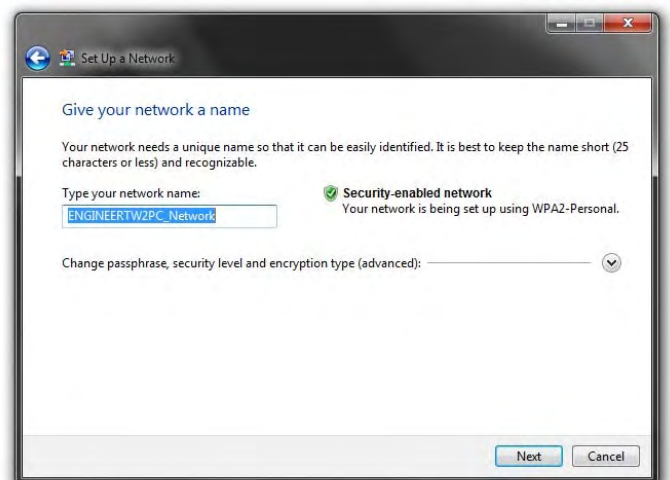 Set Up a Network
Give your network a name
Your network needs a unique name so that it can be easily identified. It is best to keep the name short (25
characters or less) and recognizable.
Type your network name:
Security-enabled network
ENGINEERTW2PC_Network
Your network is being set up using WPA2-Personal.
Change passphrase, security level and encryption type (advanced):
Next Cancel